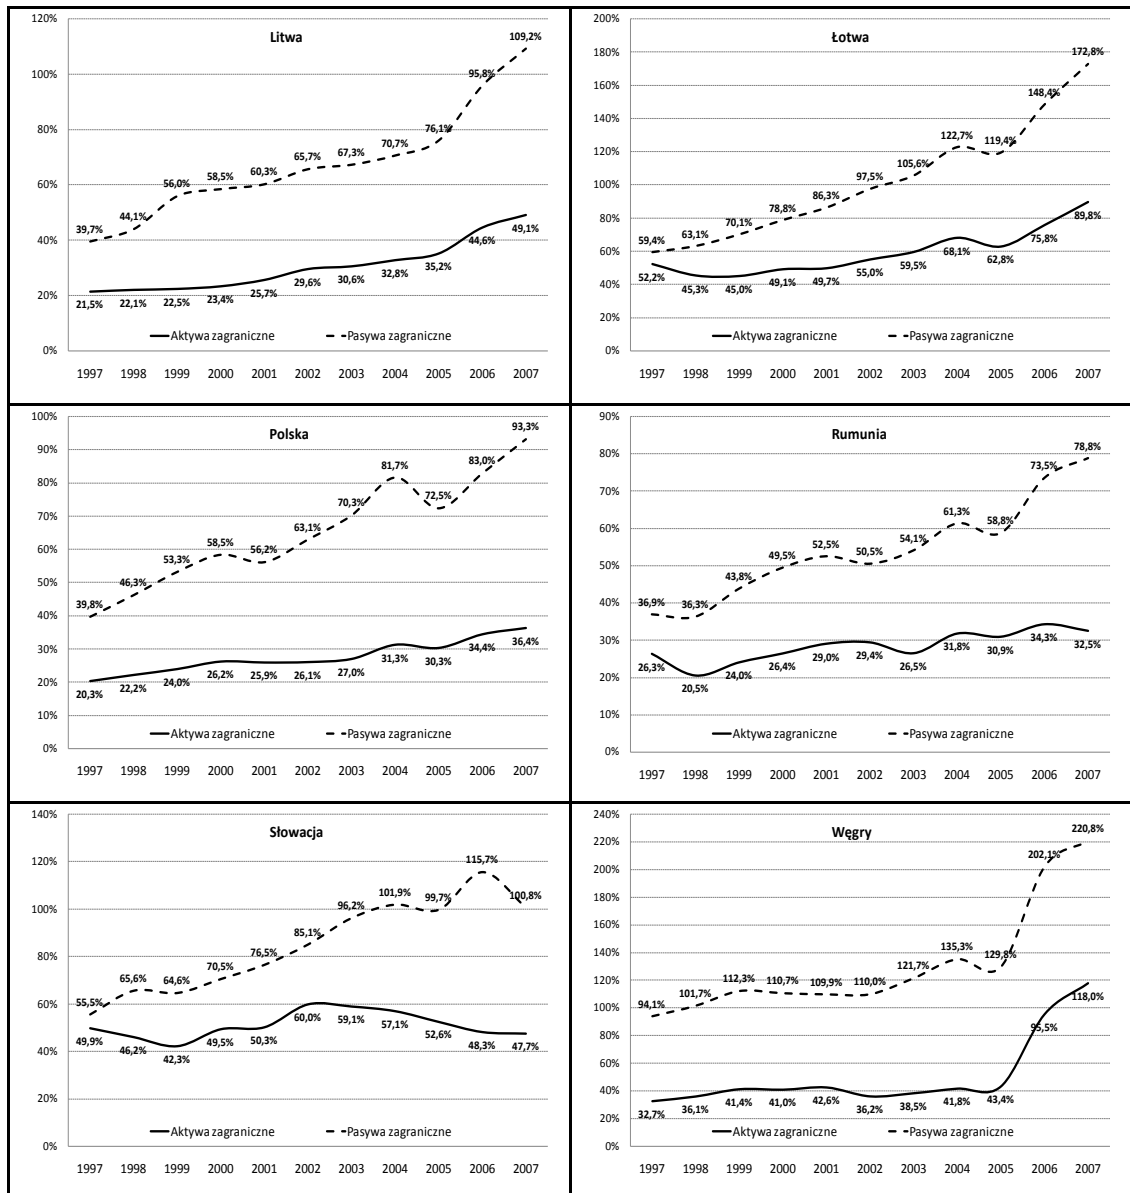 Litwa
120%
100%
80%
60%
40%
20%
0%
39,7% 44,1% 56,0% 58,5% 60,3% 65,7% 67,3% 70,7% 76,1% 95,8% 109,2%
21,5% 22,1% 22,5% 23,4% 25,7% 29,6% 30,6% 32,8% 35,2% 44,6% 49,1%
Aktywa zagraniczne Pasywa zagraniczne
1997 1998 1999 2000 2001 2002 2003 2004 2005 2006 2007
Łotwa
200%
180%
160%
140%
120%
100%
80%
60%
40%
20%
0%
59,4% 63,1% 70,1% 78,8% 86,3% 97,5% 105,6% 122,7% 119,4% 148,4% 172,8%
52,2% 45,3% 45,0% 49,1% 49,7% 55,0% 59,5% 68,1% 62,8% 75,8% 89,8%
Aktywa zagraniczne Pasywa zagraniczne
1997 1998 1999 2000 2001 2002 2003 2004 2005 2006 2007
Polska
100%
90%
80%
70%
60%
50%
40%
30%
20%
10%
0%
39,8% 46,3% 53,3% 58,5% 56,2% 63,1% 70,3% 81,7% 72,5% 83,0% 93,3%
20,3% 22,2% 24,0% 26,2% 25,9% 26,1% 27,0% 31,3% 30,3% 34,4% 36,4%
Aktywa zagraniczne Pasywa zagraniczne
1997 1998 1999 2000 2001 2002 2003 2004 2005 2006 2007
Rumunia
90%
80%
70%
60%
50%
40%
30%
20%
10%
0%
36,9% 36,3% 43,8% 49,5% 52,5% 50,5% 54,1% 61,3% 58,8% 73,5% 78,8%
26,3% 20,5% 24,0% 26,4% 29,0% 29,4% 26,5% 31,8% 30,9% 34,3% 32,5%
Aktywa zagraniczne Pasywa zagraniczne
1997 1998 1999 2000 2001 2002 2003 2004 2005 2006 2007
Słowacja
140%
120%
100%
80%
60%
40%
20%
0%
55,5% 65,6% 64,6% 70,5% 76,5% 85,1% 96,2% 101,9% 99,7% 115,7% 100,8%
49,9% 46,2% 42,3% 49,5% 50,3% 60,0% 59,1% 57,1% 52,6% 48,3% 47,7%
Aktywa zagraniczne Pasywa zagraniczne
1997 1998 1999 2000 2001 2002 2003 2004 2005 2006 2007
Węgry
240%
220%
200%
180%
160%
140%
120%
100%
80%
60%
40%
20%
0%
94,1% 101,7% 112,3% 110,7% 109,9% 110,0% 121,7% 135,3% 129,8% 202,1% 220,8%
32,7% 36,1% 41,4% 41,0% 42,6% 36,2% 38,5% 41,8% 43,4% 95,5% 118,0%
Aktywa zagraniczne Pasywa zagraniczne
1997 1998 1999 2000 2001 2002 2003 2004 2005 2006 2007